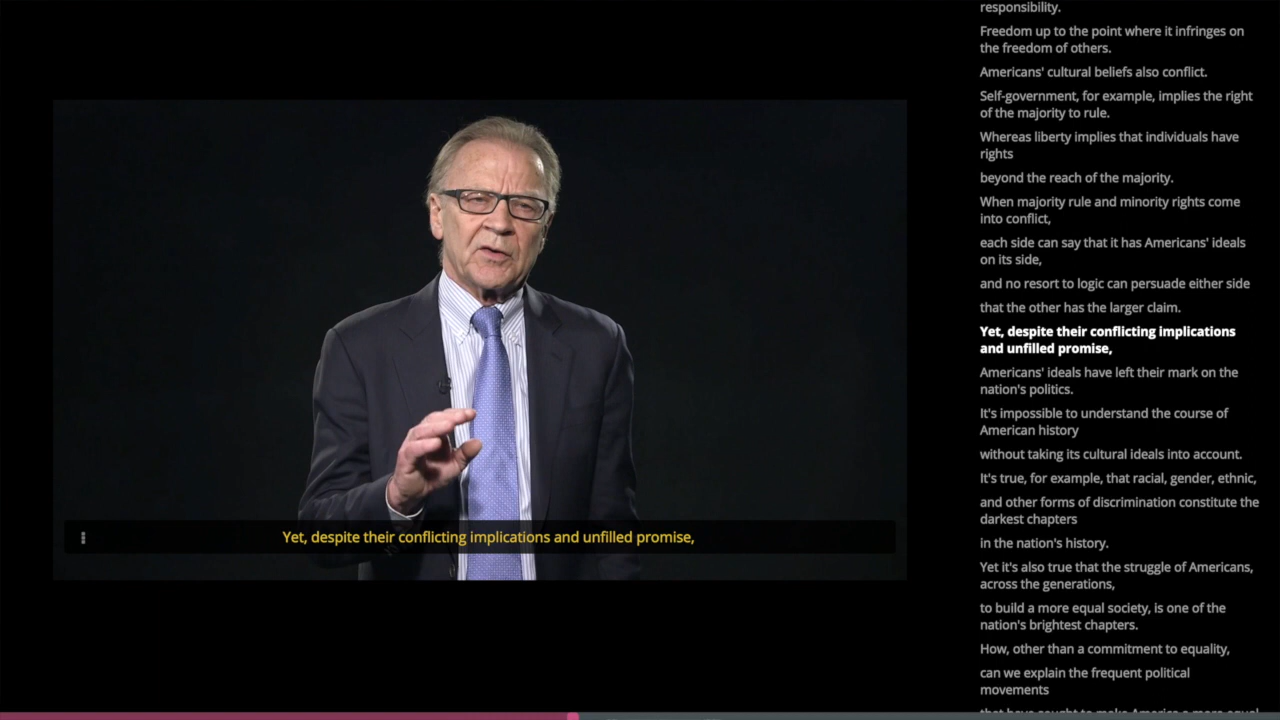 responsibility.
Freedom up to the point where it infringes on
the freedom of others.
Americans' cultural beliefs also conflict.
Self-government, for example, implies the right
of the majority to rule.
Whereas liberty implies that individuals have
rights
beyond the reach of the majority.
When majority rule and minority rights come
into conflict,
each side can say that it has Americans' ideals
on its side,
and no resort to logic can persuade either side
that the other has the larger claim.
Yet, despite their conflicting implications
and unfilled promise,
Americans' ideals have left their mark on the
nation's politics.
It's impossible to understand the course of
American history
without taking its cultural ideals into account.
It's true, for example, that racial, gender, ethnic,
and other forms of discrimination constitute the
darkest chapters
in the nation's history.
Yet it's also true that the struggle of Americans,
across the generations,
to build a more equal society, is one of the
nation's brightest chapters.
How, other than a commitment to equality,
can we explain the frequent political
movements
that have sought to make America a more equal
Yet, despite their conflicting implications and unfilled promise,